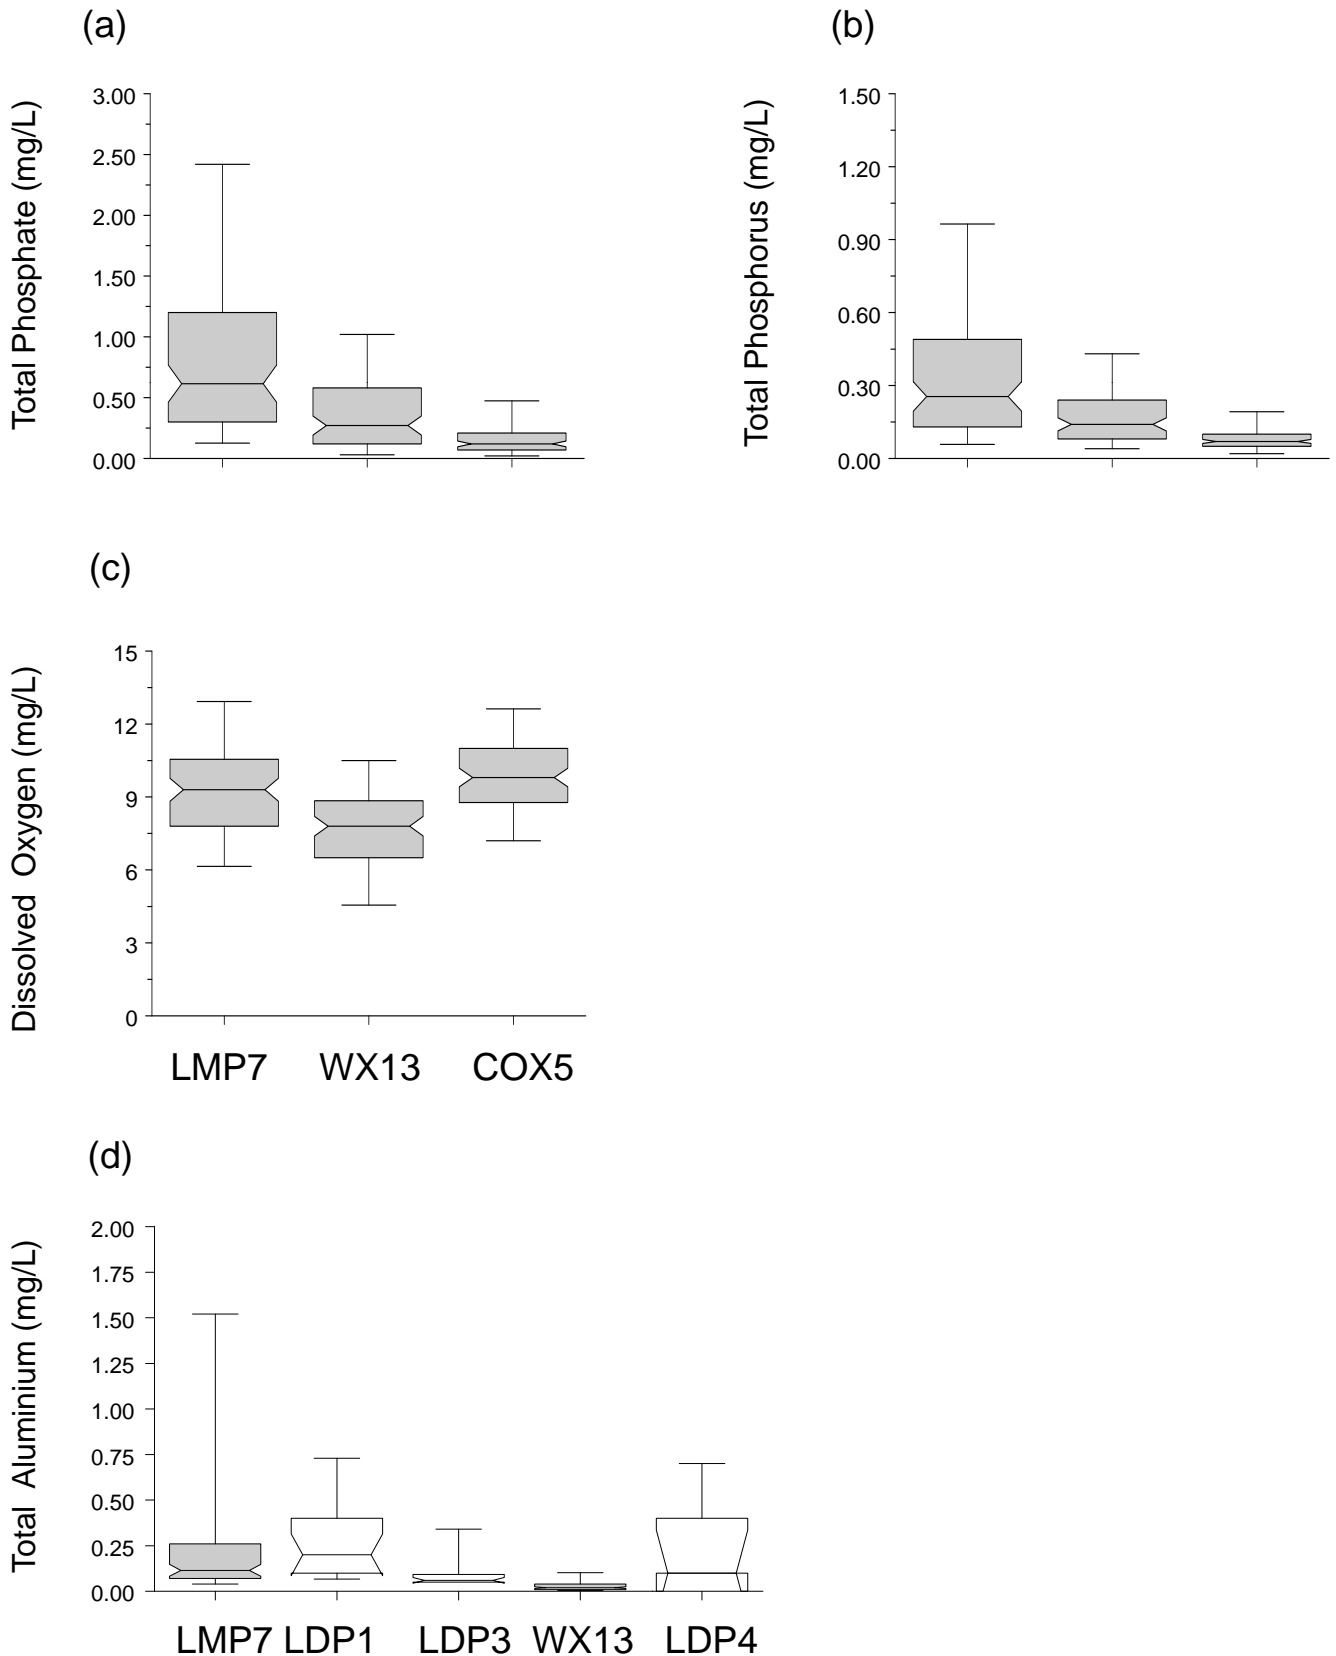 (a)
Total Phosphate (mg/L)
3.00
2.50
2.00
1.50
1.00
0.50
0.00
(b)
Total Phosphorus (mg/L)
1.50
1.20
0.90
0.60
0.30
0.00
(c)
Dissolved Oxygen (mg/L)
15
12
9
6
3
0
LMP7 WX13 COX5
(d)
Total Aluminium (mg/L)
2.00
1.75
1.50
1.25
1.00
0.75
0.50
0.25
0.00
LMP7 LDP1 LDP3 WX13 LDP4